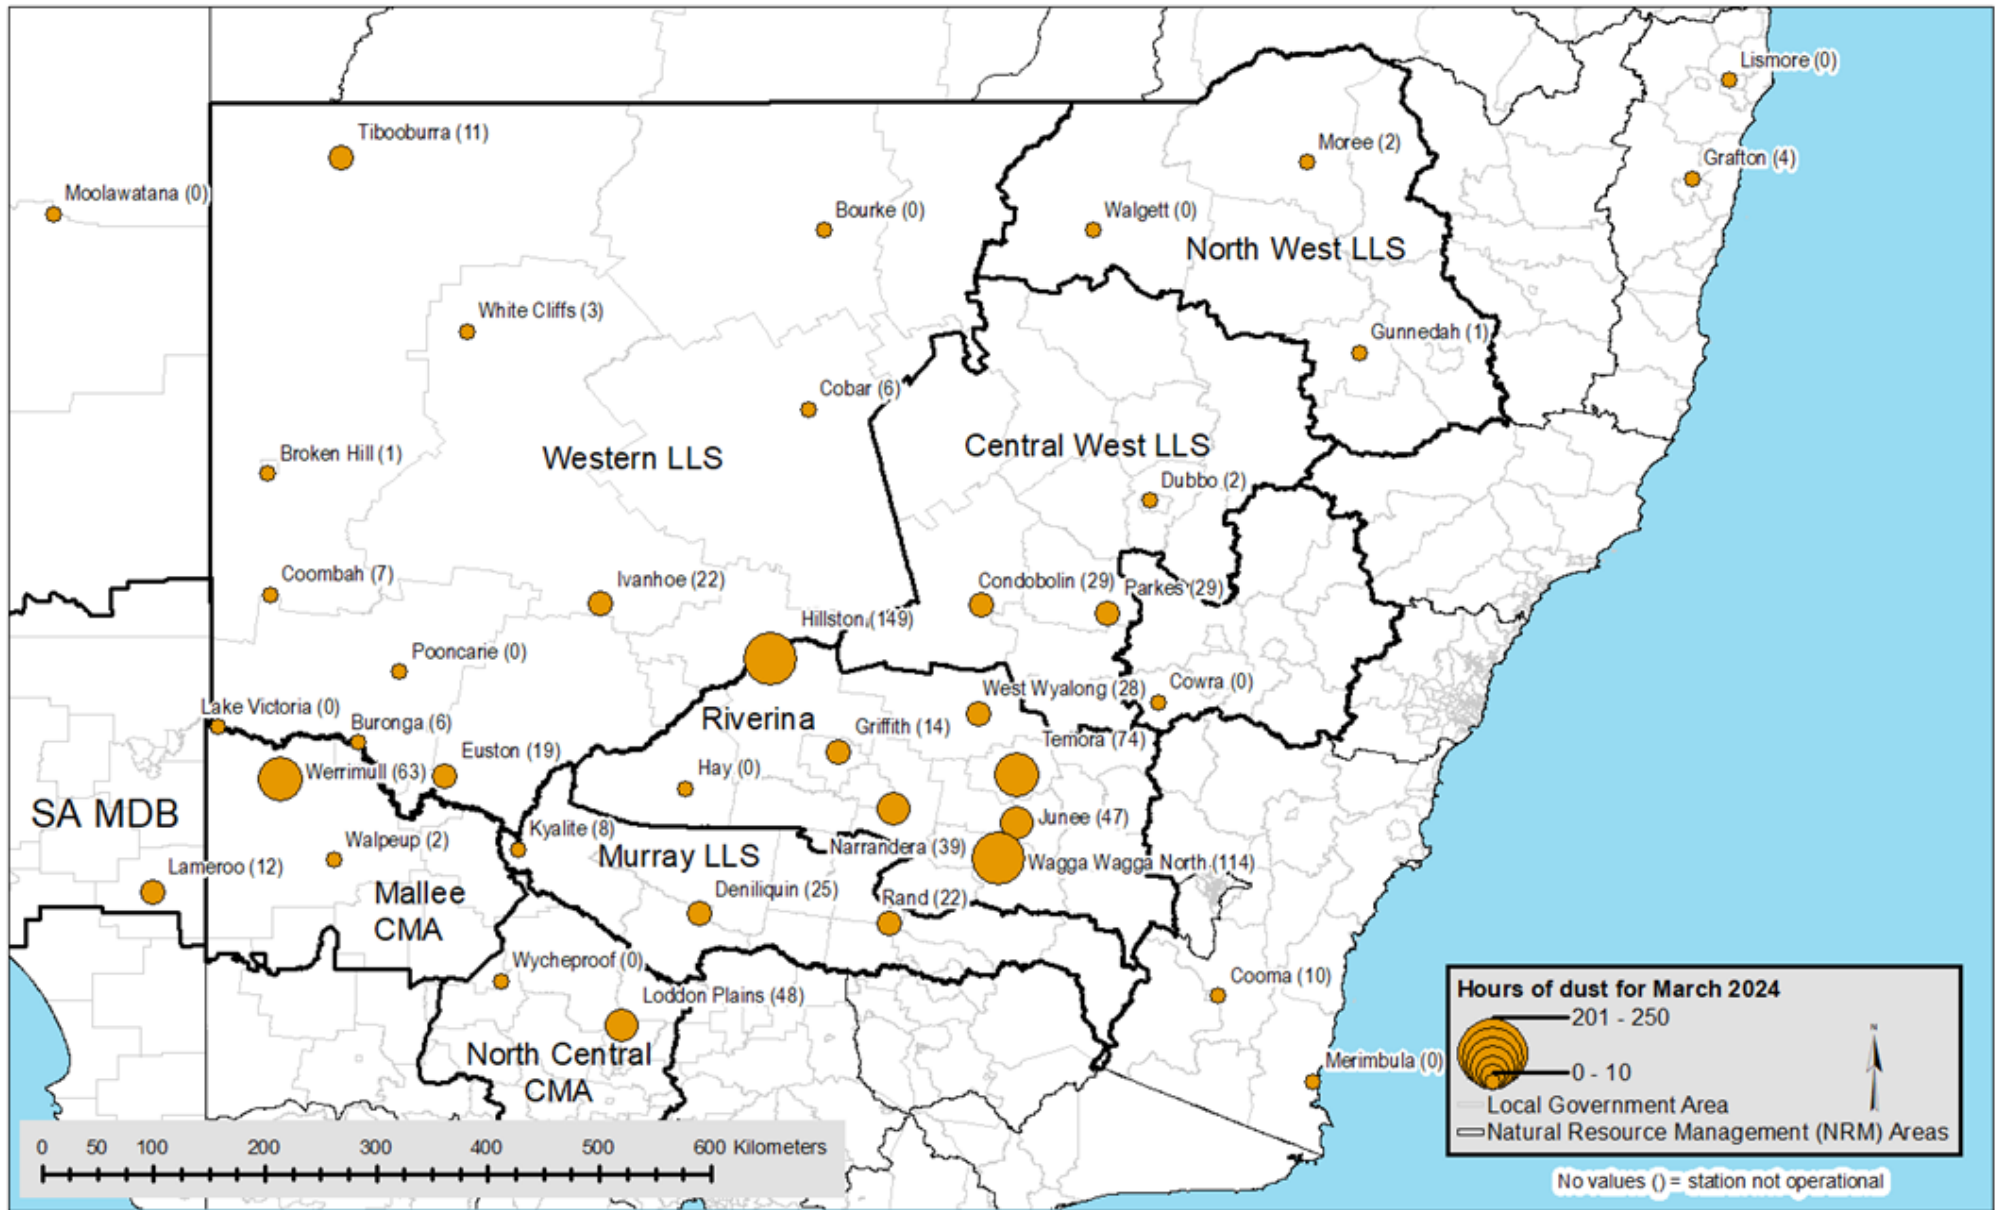 Lismore (0)
Tibooburra (11)
Moree (2)
Grafton (4)
Moolawatana (0)
Bourke (0)
Walgett (0)
North West LLS
White Cliffs (3)
Gunnedah (1)
Cobar (6)
Broken Hill (1)
Western LLS
Central West LLS
Dubbo (2)
Coombah (7)
Ivanhoe (22)
Condobolin (29)
Parkes (29)
Hillston (149)
Pooncarie (0)
Cowra (0)
West Wyalong (28)
Lake Victoria (0)
Buronga (6)
Riverina
Griffith (14)
Temora (74)
Euston (19)
Werrimull (63)
Hay (0)
SA MDB
Junee (47)
Kyalite (8)
Walpeup (2)
Murray LLS
Narrandera (39)
Wagga Wagga North (114)
Lameroo (12)
Mallee
CMA
Deniliquin (25)
Rand (22)
Wycheproof (0)
Cooma (10)
Loddon Plains (48)
North Central
CMA
Merimbula (0)
Hours of dust for March 2024
201 - 250
0 - 10
N
Local Government Area
Natural Resource Management (NRM) Areas
0 50 100 200 300 400 500 600 Kilometers
No values () = station not operational